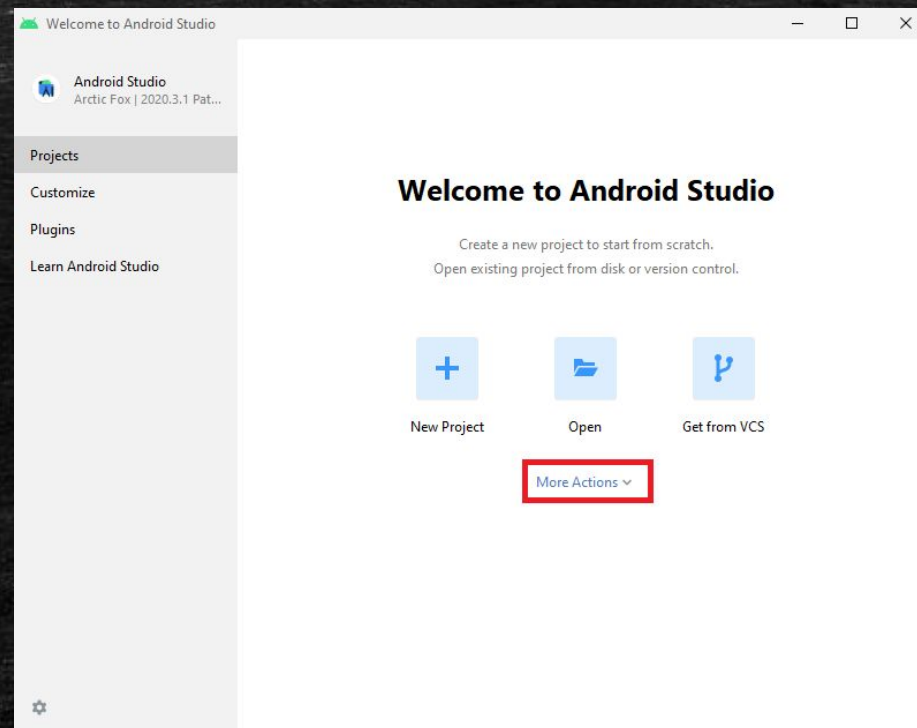 Welcome to Android Studio
Android Studio
Arctic Fox | 2020.3.1 Pat...
Projects
Customize
Plugins
Learn Android Studio
Welcome to Android Studio
Create a new project to start from scratch.
Open existing project from disk or version control.
New Project
Open
Get from VCS
More Actions